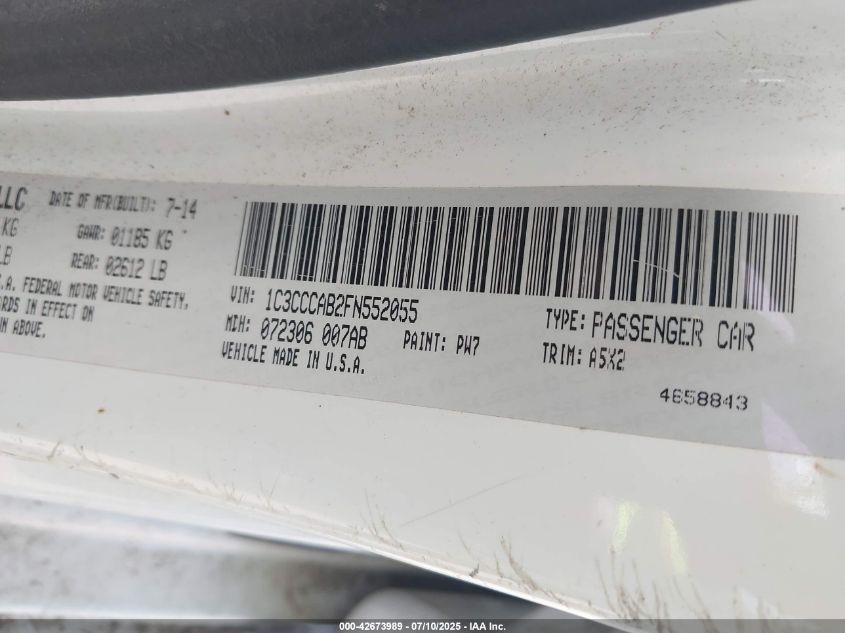 LLC DATE OF MFR(BUILT): 7-14
KG GAWR: 01185 KG
LB REAR: 02612 LB
.A. FEDERAL MOTOR VEHICLE SAFETY,
RDS IN EFFECT ON
WN ABOVE.
VIN: 1C3CCCAB2FN552055
MDH: 072306 007AB PAINT: PW7
VEHICLE MADE IN U.S.A.
TYPE: PASSENGER CAR
TRIM: A5X2
4658843
000-42673989 - 07/10/2025 - IAA Inc.